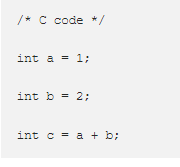 /* C code */
int a = 1;
int b = 2;
int c = a + b;